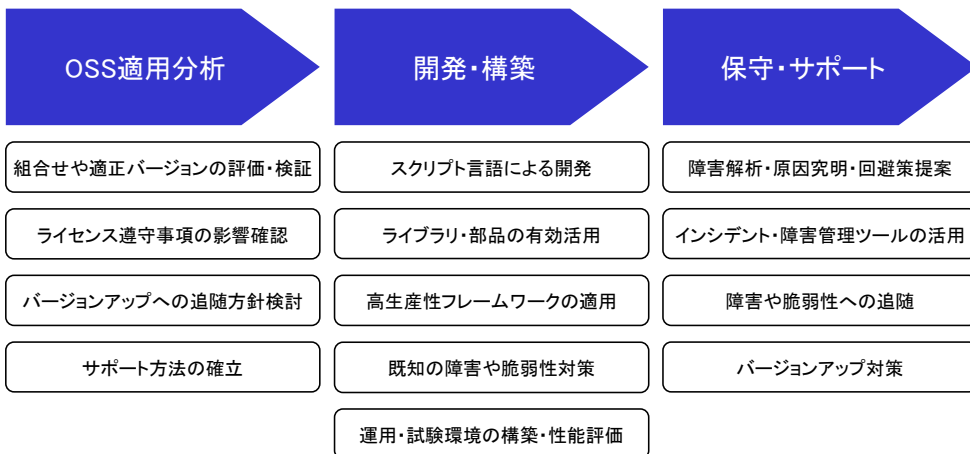 OSS適用分析
組合せや適正バージョンの評価・検証
ライセンス遵守事項の影響確認
バージョンアップへの追随方針検討
サポート方法の確立
開発・構築
スクリプト言語による開発
ライブラリ・部品の有効活用
高生産性フレームワークの適用
既知の障害や脆弱性対策
運用・試験環境の構築・性能評価
保守・サポート
障害解析・原因究明・回避策提案
インシデント・障害管理ツールの活用
障害や脆弱性への追随
バージョンアップ対策